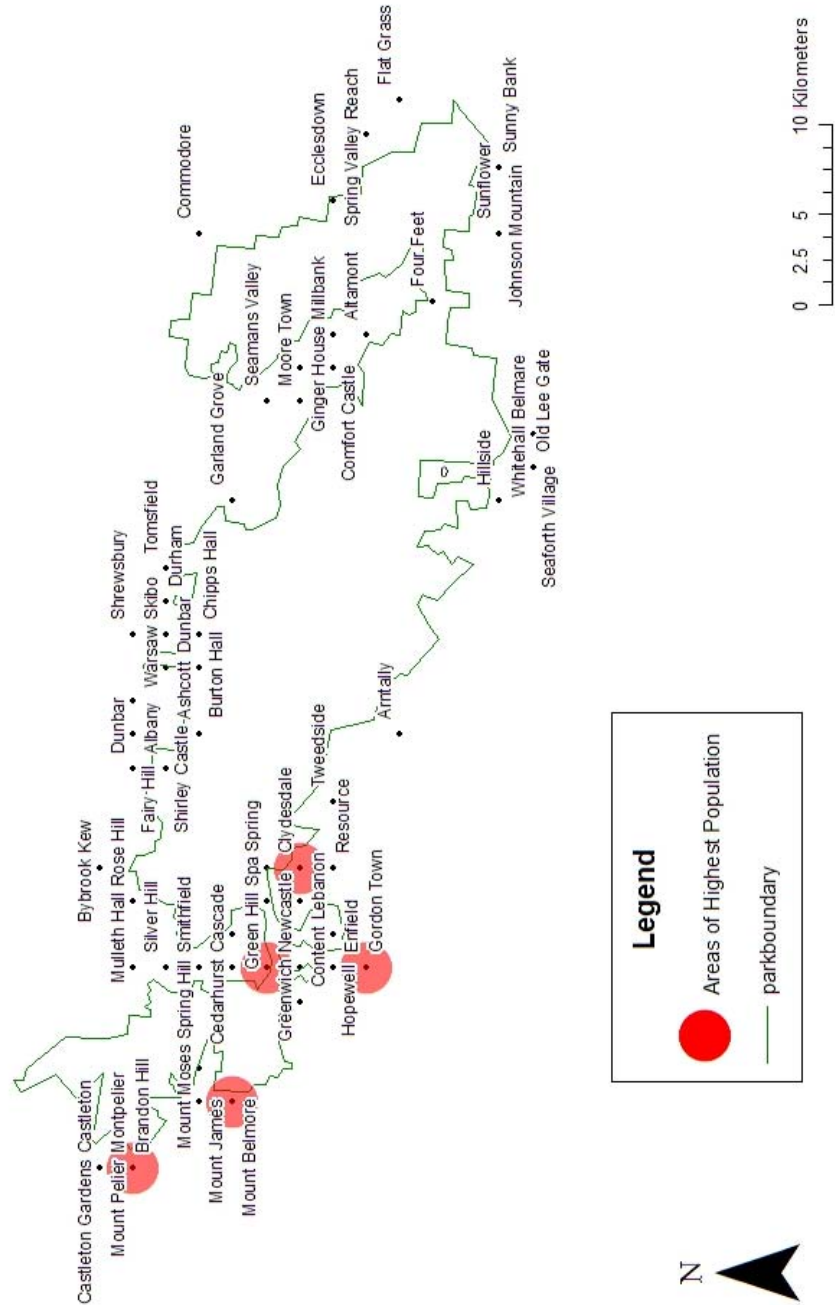 Castleton Gardens Castleton
Mount Pelier Montpelier
Brandon Hill
Mount Moses Spring Hill
Mount James
Mount Belmore
Cedarhurst Cascade
Mulleth Hall Rose Hill
Silver Hill
Smithfield
Bybrook Kew
Green Hill Spa Spring
Greenwich Newcastle Clydesdale
Content Lebanon
Hopewell Enfield
Gordon Town
Tweedside
Resource
Arntally
Dunbar
Fairy Hill Albany
Shirley Castle Ashcott Dunbar
Burton Hall
Shrewsbury
Warsaw Skibo Tomsfield
Durham
Chipps Hall
Garland Grove
Seamans Valley
Moore Town
Ginger House Millbank
Comfort Castle Altamont
Four Feet
Commodore
Ecclesdown
Spring Valley Reach
Flat Grass
Sunflower
Johnson Mountain Sunny Bank
Hillside
Whitehall Belmare
Old Lee Gate
Seaforth Village
N
Legend
Areas of Highest Population
parkboundary
0 2.5 5 10 Kilometers